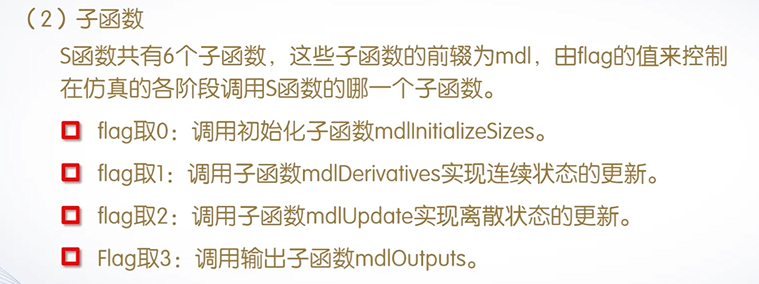 （2）子函数
S函数共有6个子函数，这些子函数的前辍为mdl，由flag的值来控制
在仿真的各阶段调用S函数的哪一个子函数。
flag取0：调用初始化子函数mdlInitializeSizes。
flag取1：调用子函数mdlDerivatives实现连续状态的更新。
flag取2：调用子函数mdlUpdate实现离散状态的更新。
Flag取3：调用输出子函数mdlOutputs。